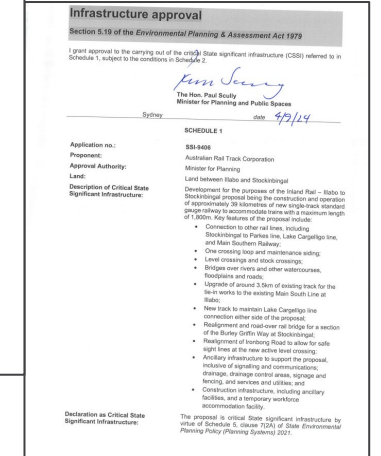 Infrastructure approval
Section 5.19 of the Environmental Planning & Assessment Act 1979
I grant approval to the carrying out of the critical State significant infrastructure (CSSI) referred to in
Schedule 1, subject to the conditions in Schedule 2.
The Hon. Paul Scully
Minister for Planning and Public Spaces
Sydney date 4/9/24
SCHEDULE 1
Application no.: SSI-9406
Proponent: Australian Rail Track Corporation
Approval Authority: Minister for Planning
Land: Land between Illabo and Stockinbingal
Description of Critical State Development for the purposes of the Inland Rail – Illabo to
Significant Infrastructure: Stockinbingal proposal being the construction and operation
of approximately 39 kilometres of new single-track standard
gauge railway to accommodate trains with a maximum length
of 1,800m. Key features of the proposal include:
• Connection to other rail lines, including
Stockinbingal to Parkes line, Lake Cargelligo line,
and Main Southern Railway;
• One crossing loop and maintenance siding;
• Level crossings and stock crossings;
• Bridges over rivers and other watercourses,
floodplains and roads;
• Upgrade of around 3.5km of existing track for the
tie-in works to the existing Main South Line at
Illabo;
• New track to maintain Lake Cargelligo line
connection either side of the proposal;
• Realignment and road-over rail bridge for a section
of the Burley Griffin Way at Stockinbingal;
• Realignment of Ironbong Road to allow for safe
sight lines at the new active level crossing;
• Ancillary infrastructure to support the proposal,
inclusive of signalling and communications;
drainage, drainage control areas, signage and
fencing, and services and utilities; and
• Construction infrastructure, including ancillary
facilities, and a temporary workforce
accommodation facility.
Declaration as Critical State The proposal is critical State significant infrastructure by
Significant Infrastructure: virtue of Schedule 5, clause 7(2A) of State Environmental
Planning Policy (Planning Systems) 2021.